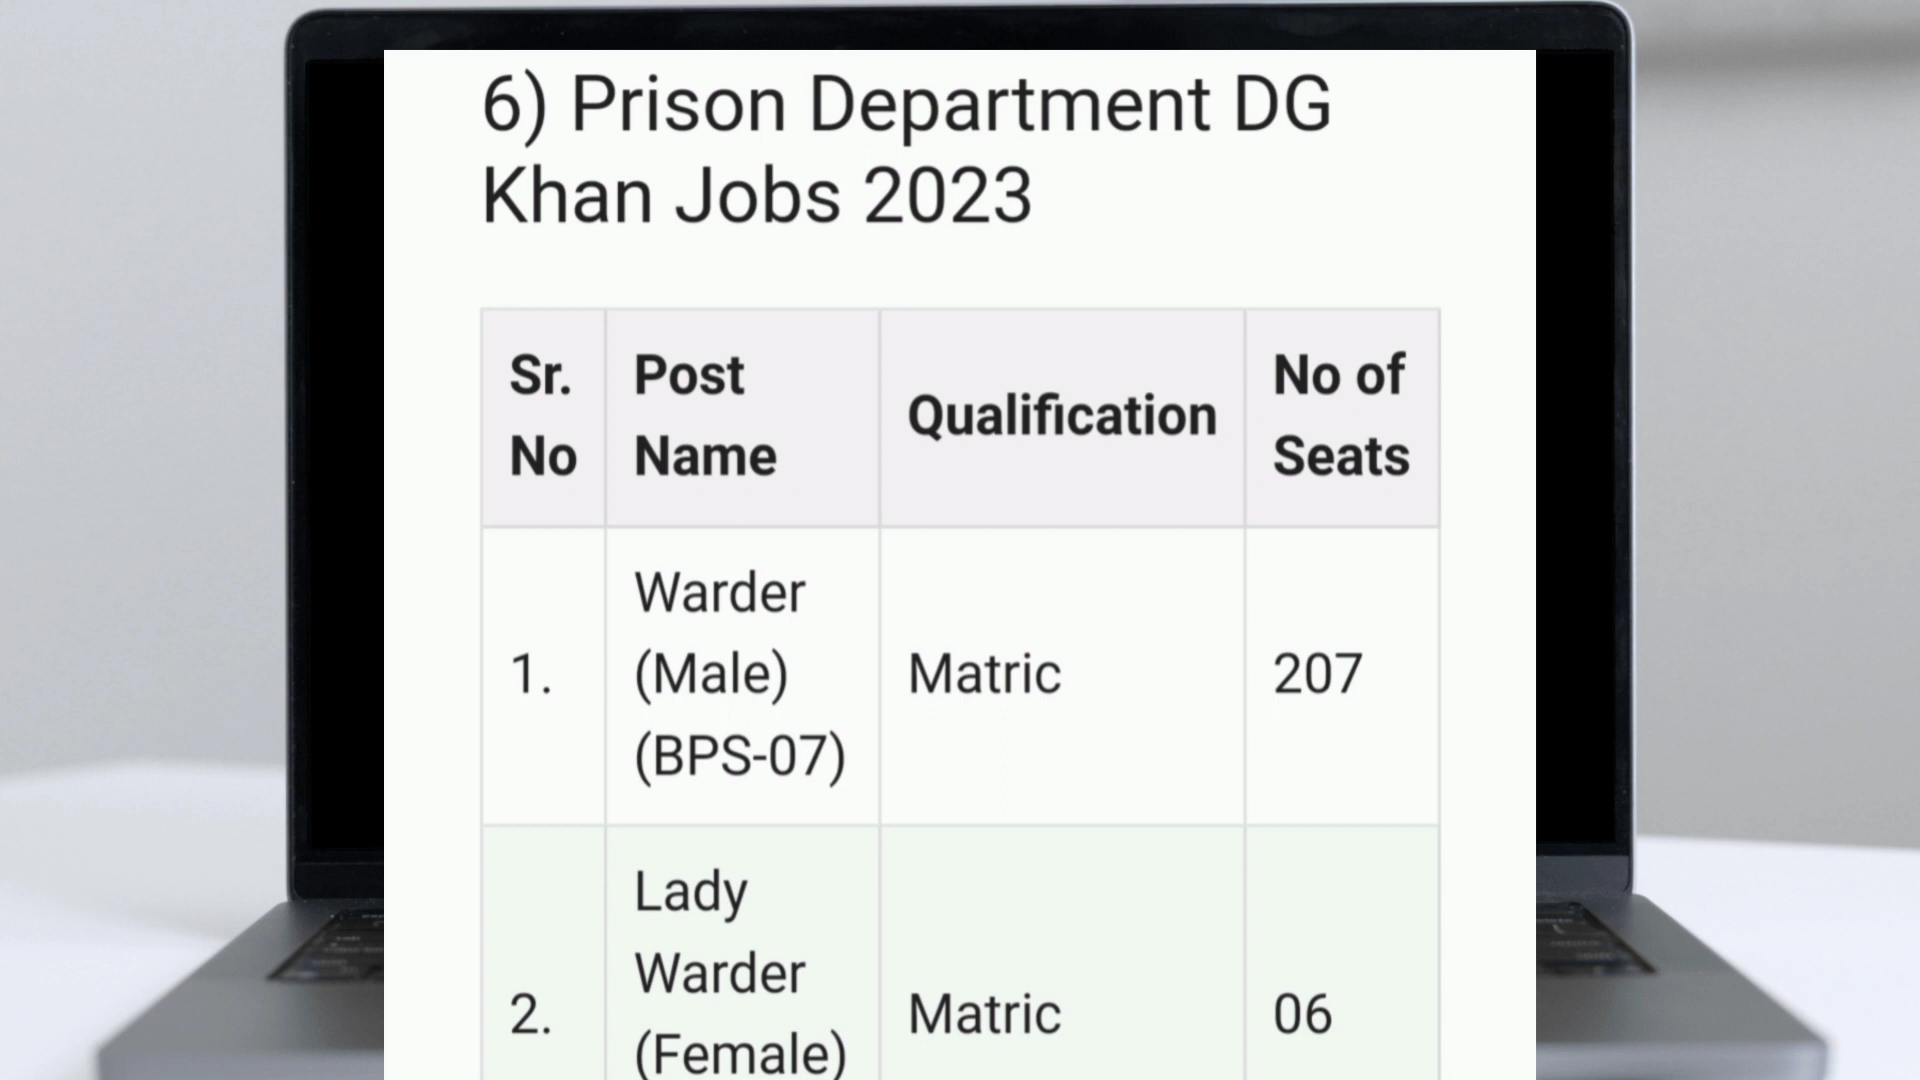 6) Prison Department DG
Khan Jobs 2023
Sr.
No
Post
Name
Qualification
No of
Seats
1.
Warder
(Male)
(BPS-07)
Matric
207
2.
Lady
Warder
(Female)
Matric
06